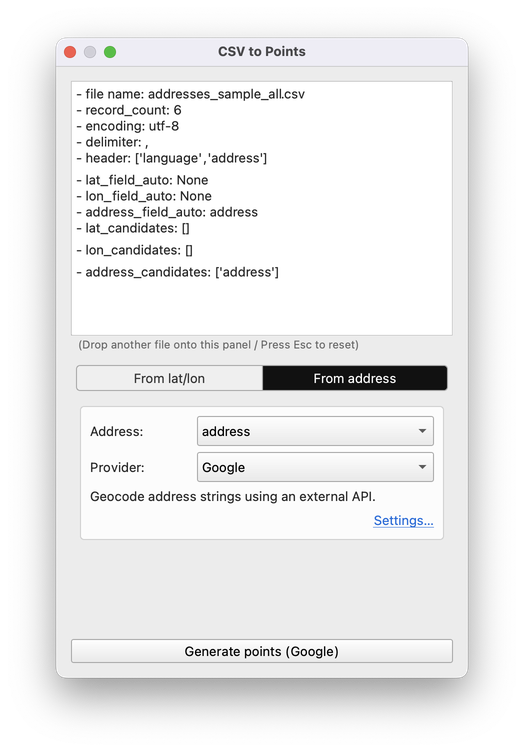 CSV to Points
- file name: addresses_sample_all.csv
- record_count: 6
- encoding: utf-8
- delimiter: ,
- header: ['language','address']
- lat_field_auto: None
- lon_field_auto: None
- address_field_auto: address
- lat_candidates: []
- lon_candidates: []
- address_candidates: ['address']
(Drop another file onto this panel / Press Esc to reset)
From lat/lon
From address
Address:
address
Provider:
Google
Geocode address strings using an external API.
Settings...
Generate points (Google)